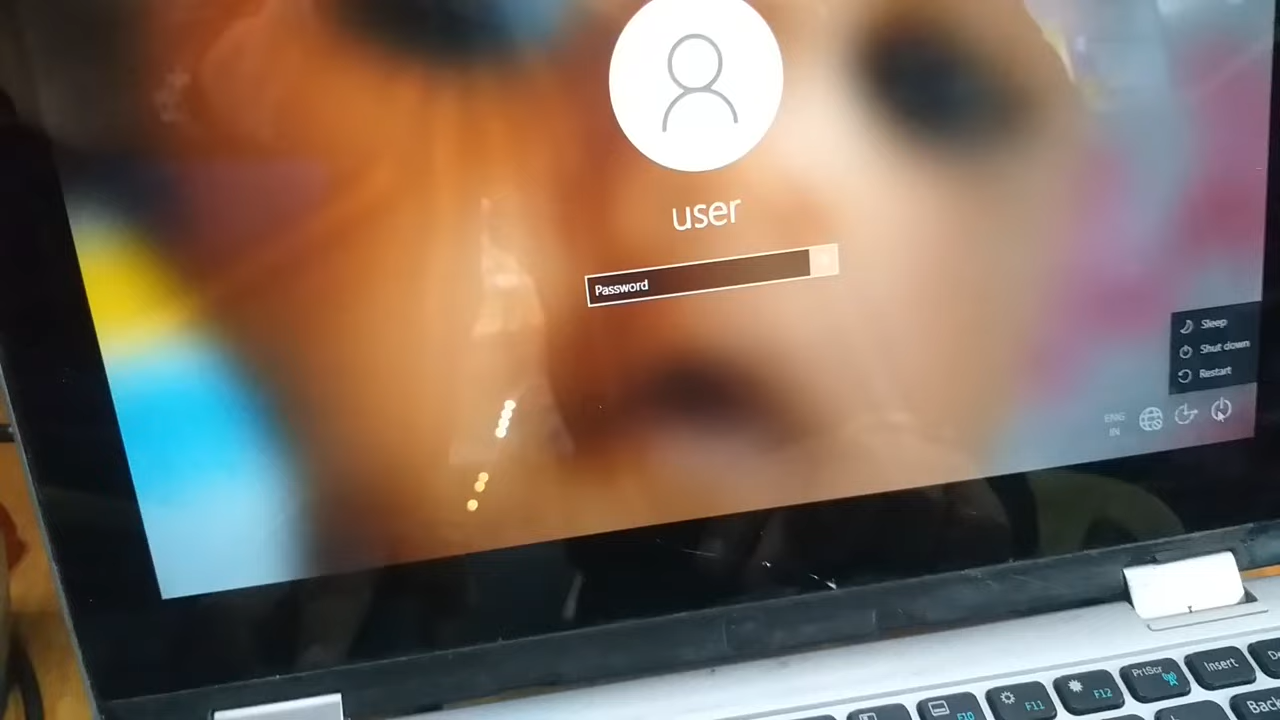 user
Password
Sleep
Shut down
Restart
ENG
IN
PrtScr
Insert
F10
F11
F12